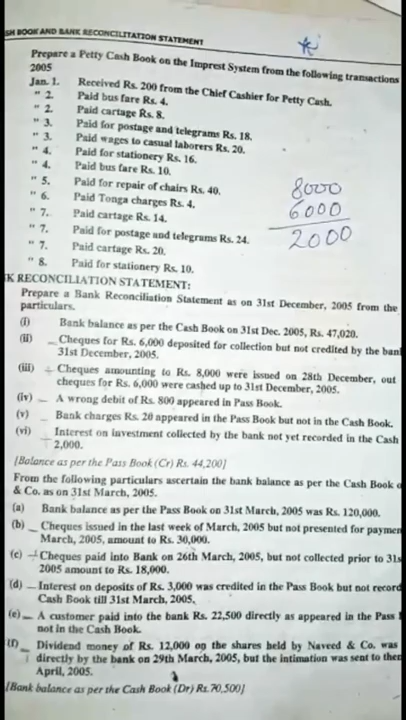 SH BOOK AND BANK RECONCILIATION STATEMENT
Prepare a Petty Cash Book on the Imprest System from the following transactions
2005
Jan. 1. Received Rs. 200 from the Chief Cashier for Petty Cash.
" 2. Paid bus fare Rs. 4.
" 2. Paid cartage Rs. 8.
" 3. Paid for postage and telegrams Rs. 18.
" 3. Paid wages to casual laborers Rs. 20.
" 4. Paid for stationery Rs. 16.
" 4. Paid bus fare Rs. 10.
" 5. Paid for repair of chairs Rs. 40.
" 6. Paid Tonga charges Rs. 4.
" 7. Paid cartage Rs. 14.
" 7. Paid for postage and telegrams Rs. 24.
" 7. Paid cartage Rs. 20.
" 8. Paid for stationery Rs. 10.
8000
6000
2000
K RECONCILIATION STATEMENT:
Prepare a Bank Reconciliation Statement as on 31st December, 2005 from the
particulars.
(i) Bank balance as per the Cash Book on 31st Dec. 2005, Rs. 47,020.
(ii) Cheques for Rs. 6,000 deposited for collection but not credited by the ban
31st December, 2005.
(iii) + Cheques amounting to Rs. 8,000 were issued on 28th December, out
cheques for Rs. 6,000 were cashed up to 31st December, 2005.
(iv) – A wrong debit of Rs. 800 appeared in Pass Book.
(v) – Bank charges Rs. 20 appeared in the Pass Book but not in the Cash Book.
(vi) Interest on investment collected by the bank not yet recorded in the Cash
2,000.
[Balance as per the Pass Book (Cr) Rs. 44,200]
From the following particulars ascertain the bank balance as per the Cash Book o
& Co. as on 31st March, 2005.
(a) Bank balance as per the Pass Book on 31st March, 2005 was Rs. 120,000.
(b) – Cheques issued in the last week of March, 2005 but not presented for paymen
March, 2005, amount to Rs. 30,000.
(c) + Cheques paid into Bank on 26th March, 2005, but not collected prior to 31s
2005 amount to Rs. 18,000.
(d) – Interest on deposits of Rs. 3,000 was credited in the Pass Book but not record
Cash Book till 31st March, 2005.
(e) – A customer paid into the bank Rs. 22,500 directly as appeared in the Pass
not in the Cash Book.
(f) – Dividend money of Rs. 12,000 on the shares held by Naveed & Co. was
directly by the bank on 29th March, 2005, but the intimation was sent to then
April, 2005.
[Bank balance as per the Cash Book (Dr) Rs.70,500]